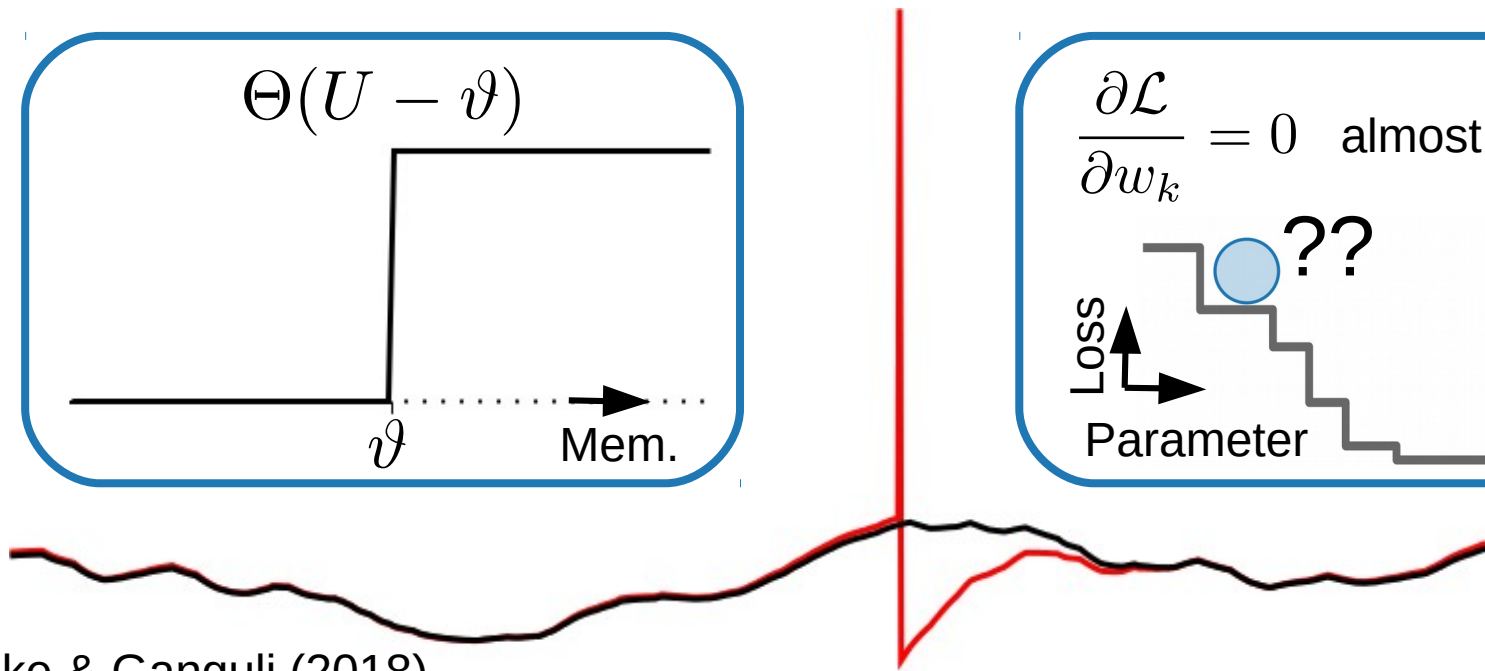 Θ(U − ϑ)
ϑ
Mem.
∂ℒ/∂w_k = 0 almost
??
Loss
Parameter
& Ganguli (2018)